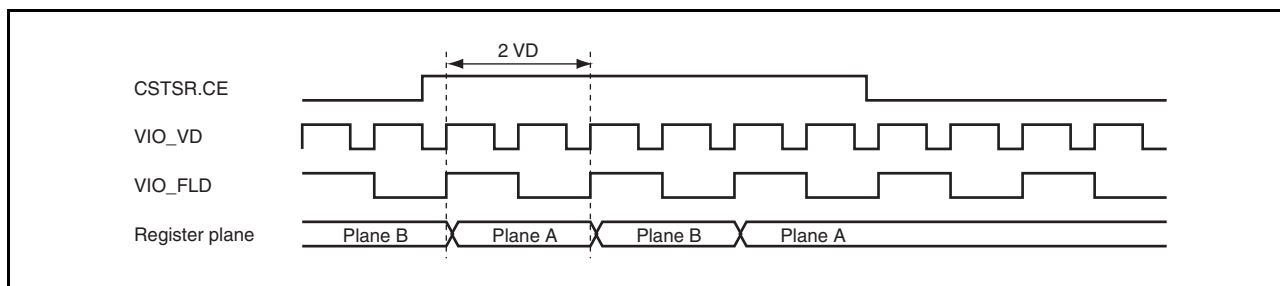 2 VD
CSTSR.CE
VIO_VD
VIO_FLD
Register plane
Plane B
Plane A
Plane B
Plane A